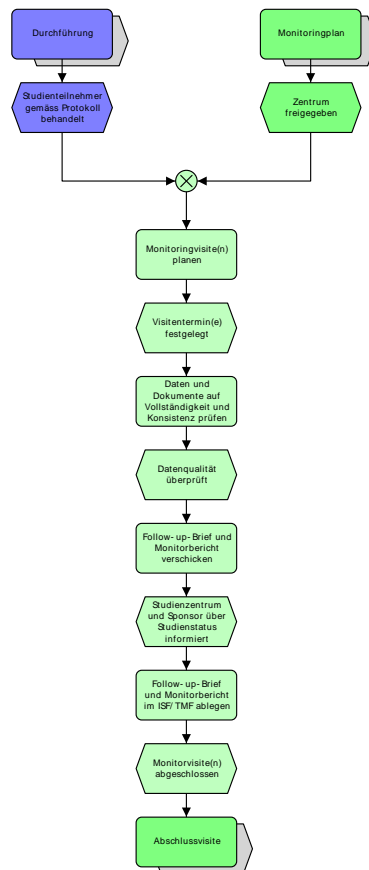 Durchführung
Monitoringplan
Studienteilnehmer
gemäss Protokoll
behandelt
Zentrum
freigegeben
Monitoringvisite(n)
planen
Visitentermin(e)
festgelegt
Daten und
Dokumente auf
Vollständigkeit und
Konsistenz prüfen
Datenqualität
überprüft
Follow- up- Brief und
Monitorbericht
verschicken
Studienzentrum
und Sponsor über
Studienstatus
informiert
Follow- up- Brief
und Monitorbericht
im ISF/ TMF ablegen
Monitorvisite(n)
abgeschlossen
Abschlussvisite